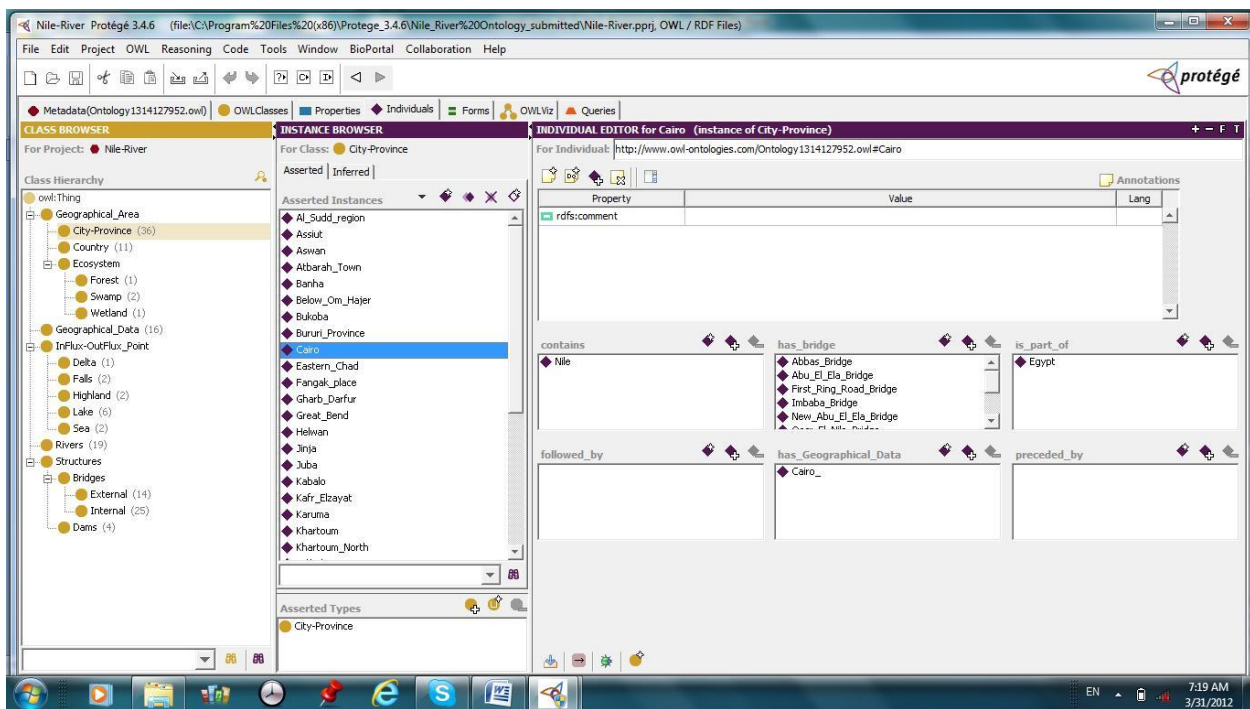 Nile-River Protégé 3.4.6 (file:\C:\Program%20Files%20(x86)\Protege_3.4.6\Nile_River%20Ontology_submitted\Nile-River.pprj, OWL / RDF Files)
File Edit Project OWL Reasoning Code Tools Window BioPortal Collaboration Help
protégé
Metadata(Ontology1314127952.owl) OWLClasses Properties Individuals Forms OWLViz Queries
CLASS BROWSER
For Project: Nile-River
Class Hierarchy
owl:Thing
Geographical_Area
City-Province (36)
Country (11)
Ecosystem
Forest (1)
Swamp (2)
Wetland (1)
Geographical_Data (16)
InFlux-OutFlux_Point
Delta (1)
Falls (2)
Highland (2)
Lake (6)
Sea (2)
Rivers (19)
Structures
Bridges
External (14)
Internal (25)
Dams (4)
INSTANCE BROWSER
For Class: City-Province
Asserted Inferred
Asserted Instances
Al_Sudd_region
Assiut
Aswan
Atbarah_Town
Banha
Below_Om_Hajer
Bukoba
Bururi_Province
Cairo
Eastern_Chad
Fangak_place
Gharb_Darfur
Great_Bend
Helwan
Jinja
Juba
Kabalo
Kafr_Elzayat
Karuma
Khartoum
Khartoum_North
Asserted Types
City-Province
INDIVIDUAL EDITOR for Cairo (instance of City-Province)
+ - F T
For Individual: http://www.owl-ontologies.com/Ontology1314127952.owl#Cairo
Annotations
Property Value Lang
rdfs:comment
contains
Nile
has_bridge
Abbas_Bridge
Abu_El_Ela_Bridge
First_Ring_Road_Bridge
Imbaba_Bridge
New_Abu_El_Ela_Bridge
is_part_of
Egypt
followed_by
has_Geographical_Data
Cairo_
preceded_by
EN
7:19 AM
3/31/2012